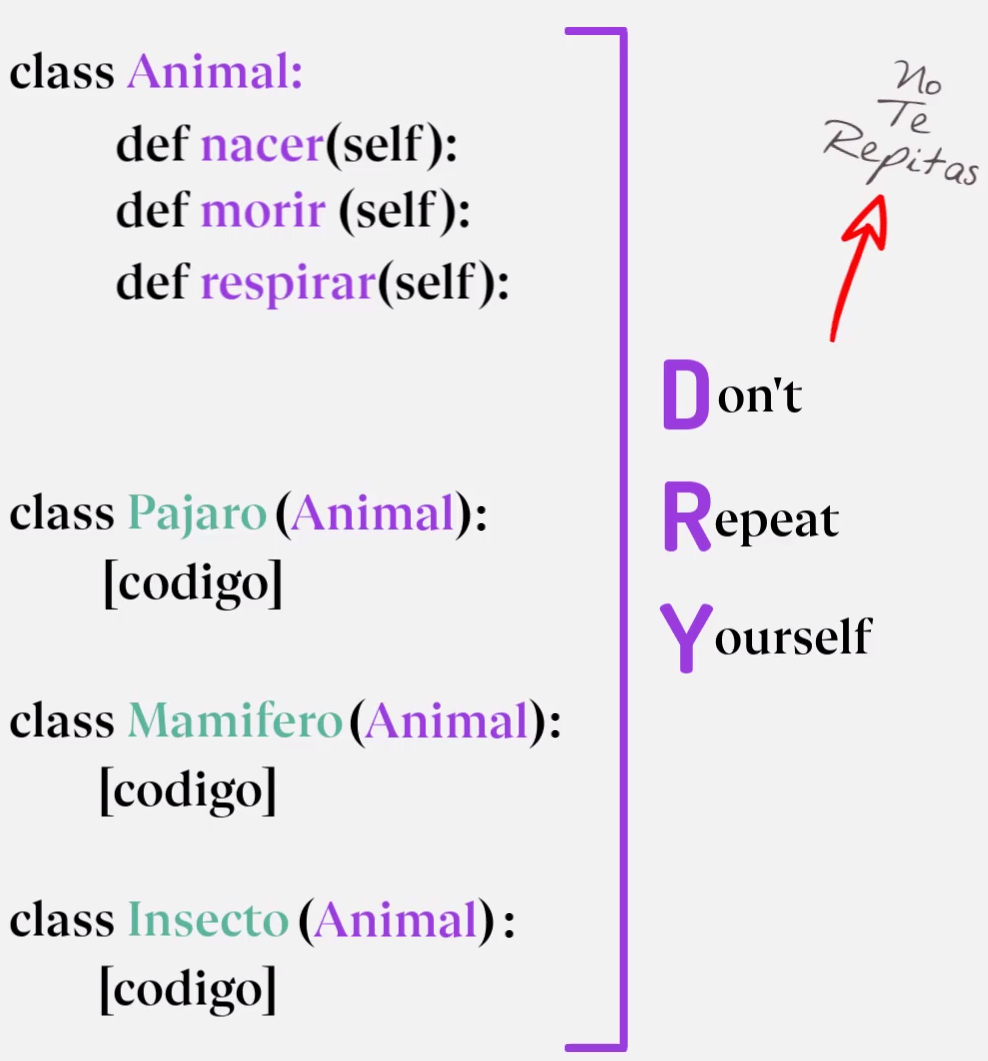 class Animal:
def nacer(self):
def morir (self):
def respirar(self):
class Pajaro (Animal):
[codigo]
class Mamifero (Animal):
[codigo]
class Insecto (Animal) :
[codigo]
No
Te
Repitas
Don't
Repeat
Yourself